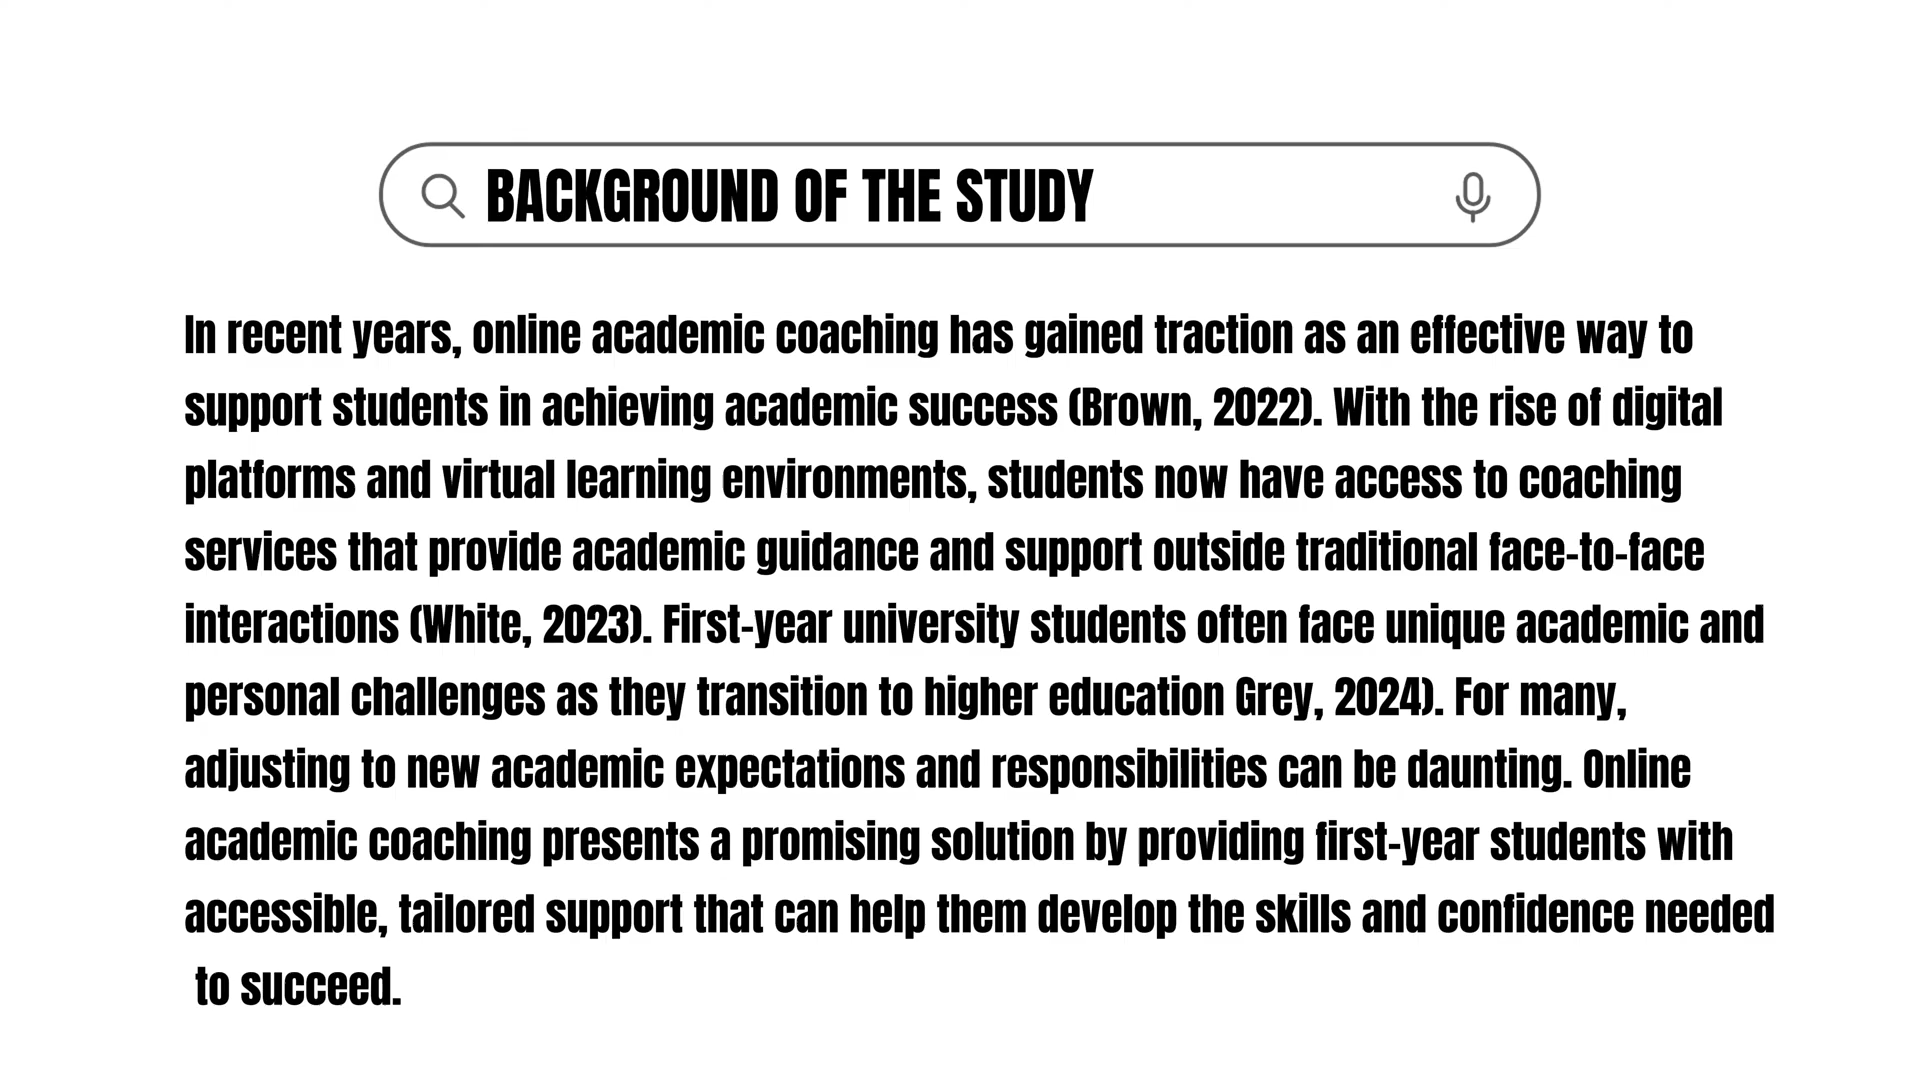 BACKGROUND OF THE STUDY
In recent years, online academic coaching has gained traction as an effective way to
support students in achieving academic success (Brown, 2022). With the rise of digital
platforms and virtual learning environments, students now have access to coaching
services that provide academic guidance and support outside traditional face-to-face
interactions (White, 2023). First-year university students often face unique academic and
personal challenges as they transition to higher education Grey, 2024). For many,
adjusting to new academic expectations and responsibilities can be daunting. Online
academic coaching presents a promising solution by providing first-year students with
accessible, tailored support that can help them develop the skills and confidence needed
to succeed.